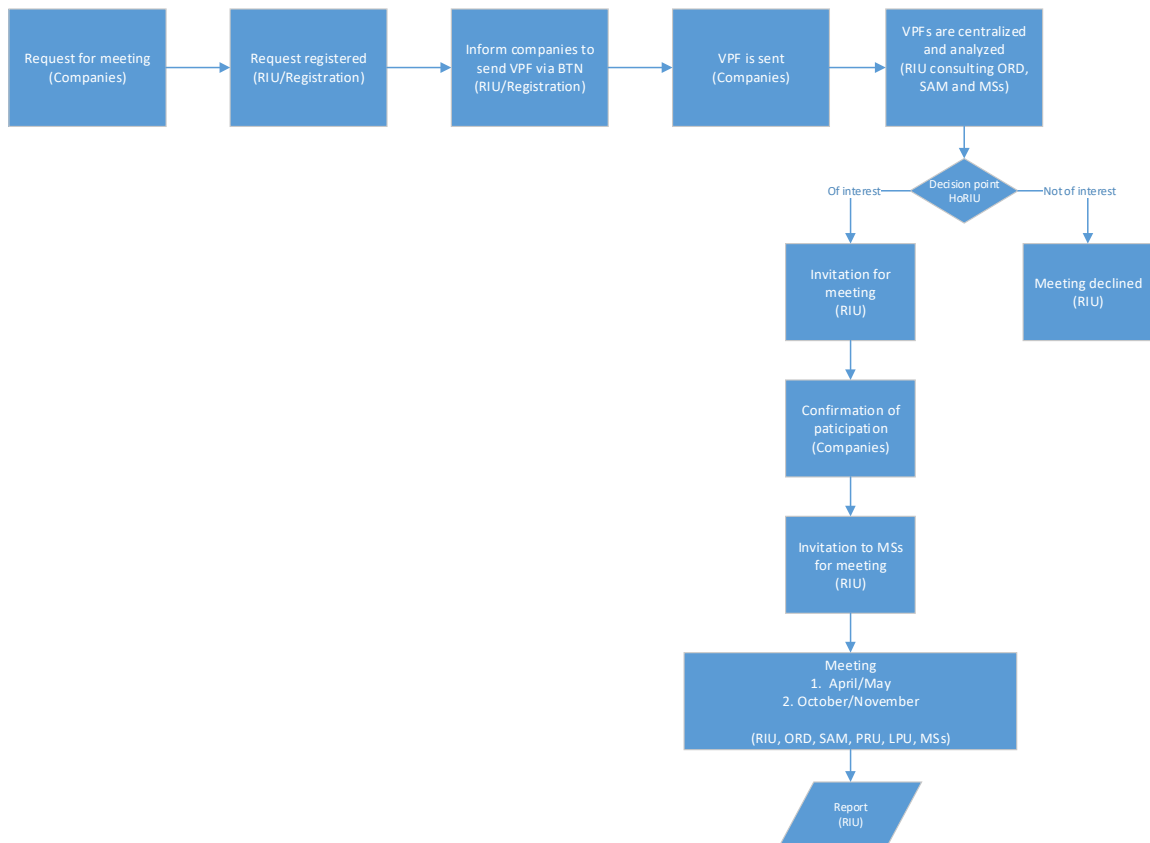 Request for meeting
(Companies)
Request registered
(RIU/Registration)
Inform companies to
send VPF via BTN
(RIU/Registration)
VPF is sent
(Companies)
VPFs are centralized
and analyzed
(RIU consulting ORD,
SAM and MSs)
Decision point
HoRIU
Of interest
Not of interest
Invitation for
meeting
(RIU)
Meeting declined
(RIU)
Confirmation of
paticipation
(Companies)
Invitation to MSs
for meeting
(RIU)
Meeting
1. April/May
2. October/November
(RIU, ORD, SAM, PRU, LPU, MSs)
Report
(RIU)